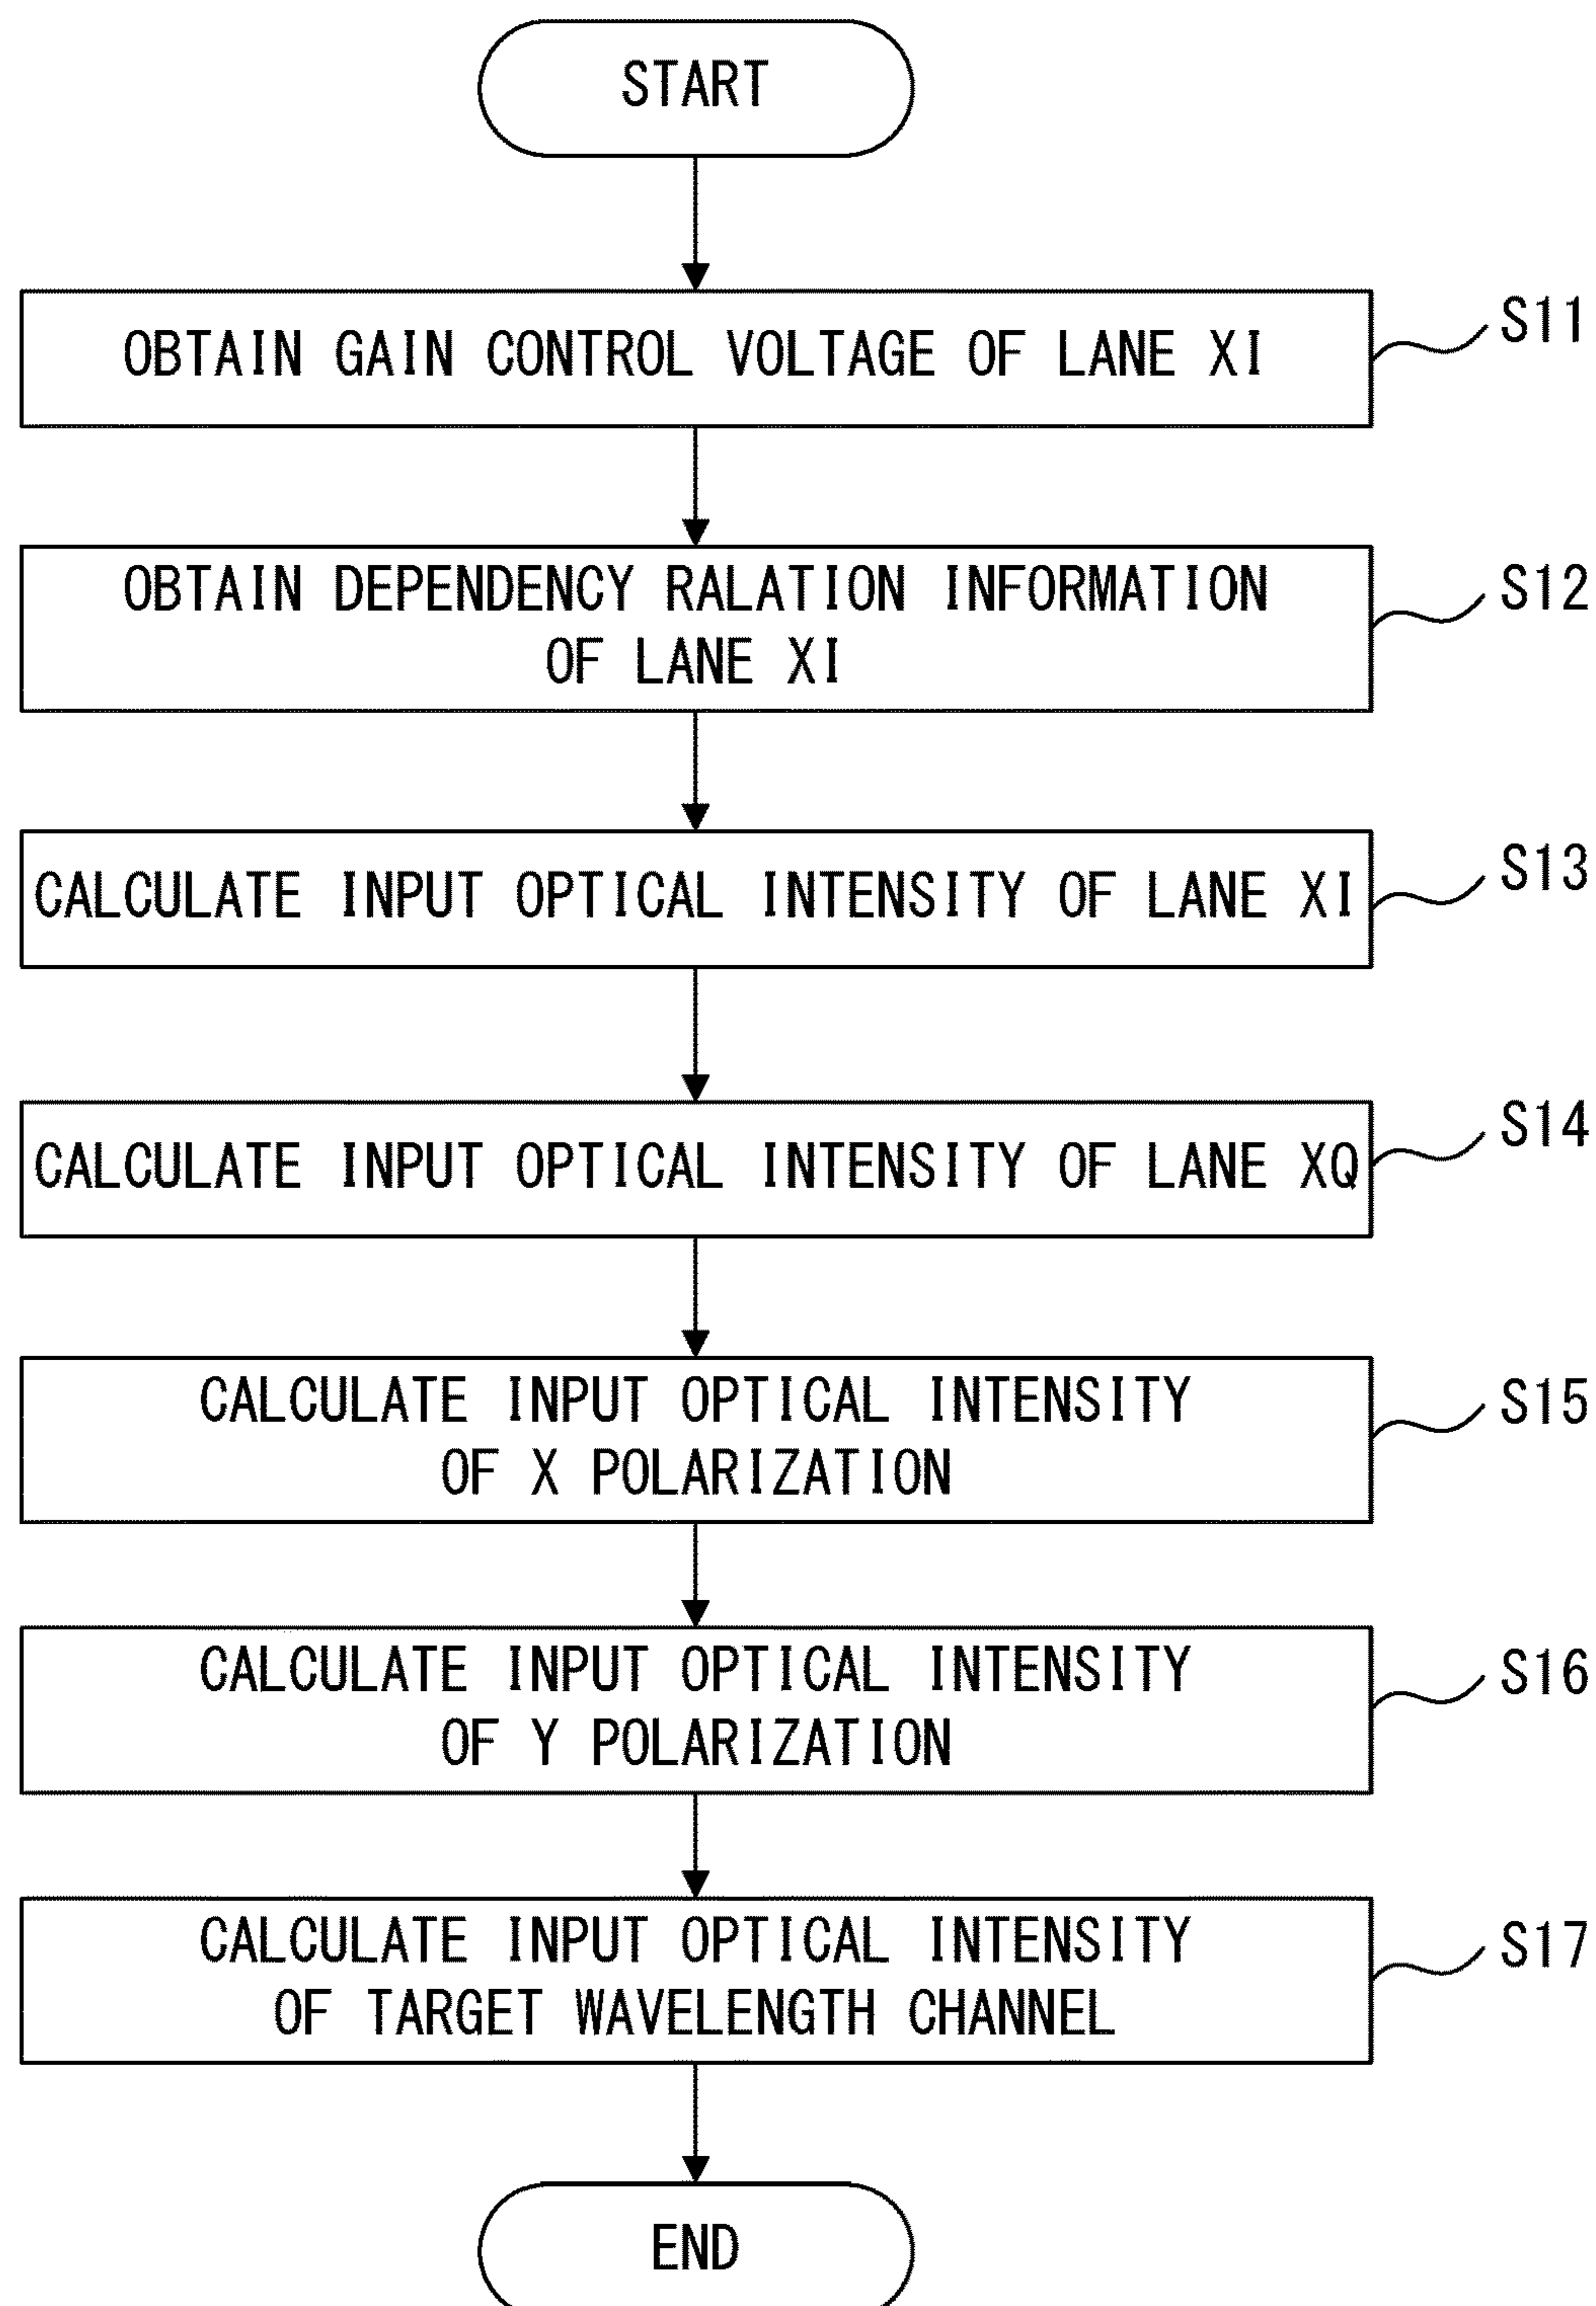 START
OBTAIN GAIN CONTROL VOLTAGE OF LANE XI
S11
OBTAIN DEPENDENCY RALATION INFORMATION
OF LANE XI
S12
CALCULATE INPUT OPTICAL INTENSITY OF LANE XI
S13
CALCULATE INPUT OPTICAL INTENSITY OF LANE XQ
S14
CALCULATE INPUT OPTICAL INTENSITY
OF X POLARIZATION
S15
CALCULATE INPUT OPTICAL INTENSITY
OF Y POLARIZATION
S16
CALCULATE INPUT OPTICAL INTENSITY
OF TARGET WAVELENGTH CHANNEL
S17
END